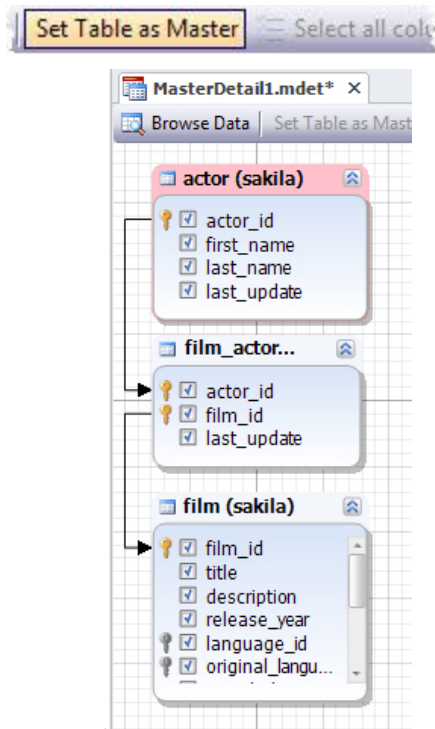 Set Table as Master Select all colu
MasterDetail1.mdet* X
Browse Data Set Table as Mast
actor (sakila)
actor_id
first_name
last_name
last_update
film_actor...
actor_id
film_id
last_update
film (sakila)
film_id
title
description
release_year
language_id
original_langu...